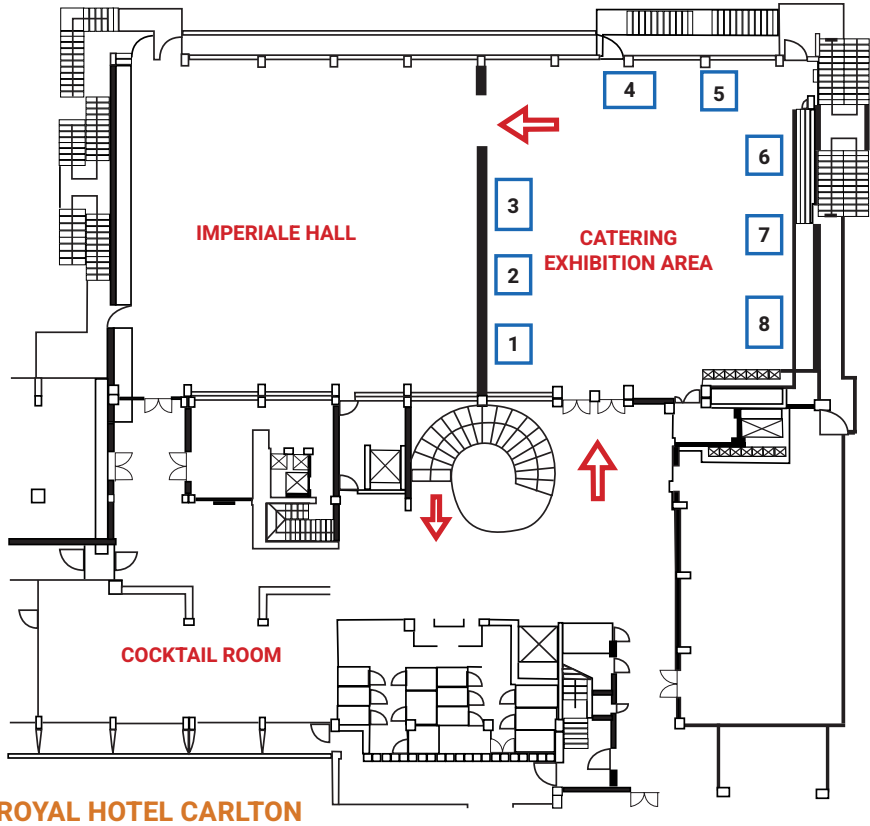 4
5
6
3
IMPERIALE HALL
CATERING
EXHIBITION AREA
7
2
8
1
COCKTAIL ROOM
ROYAL HOTEL CARLTON